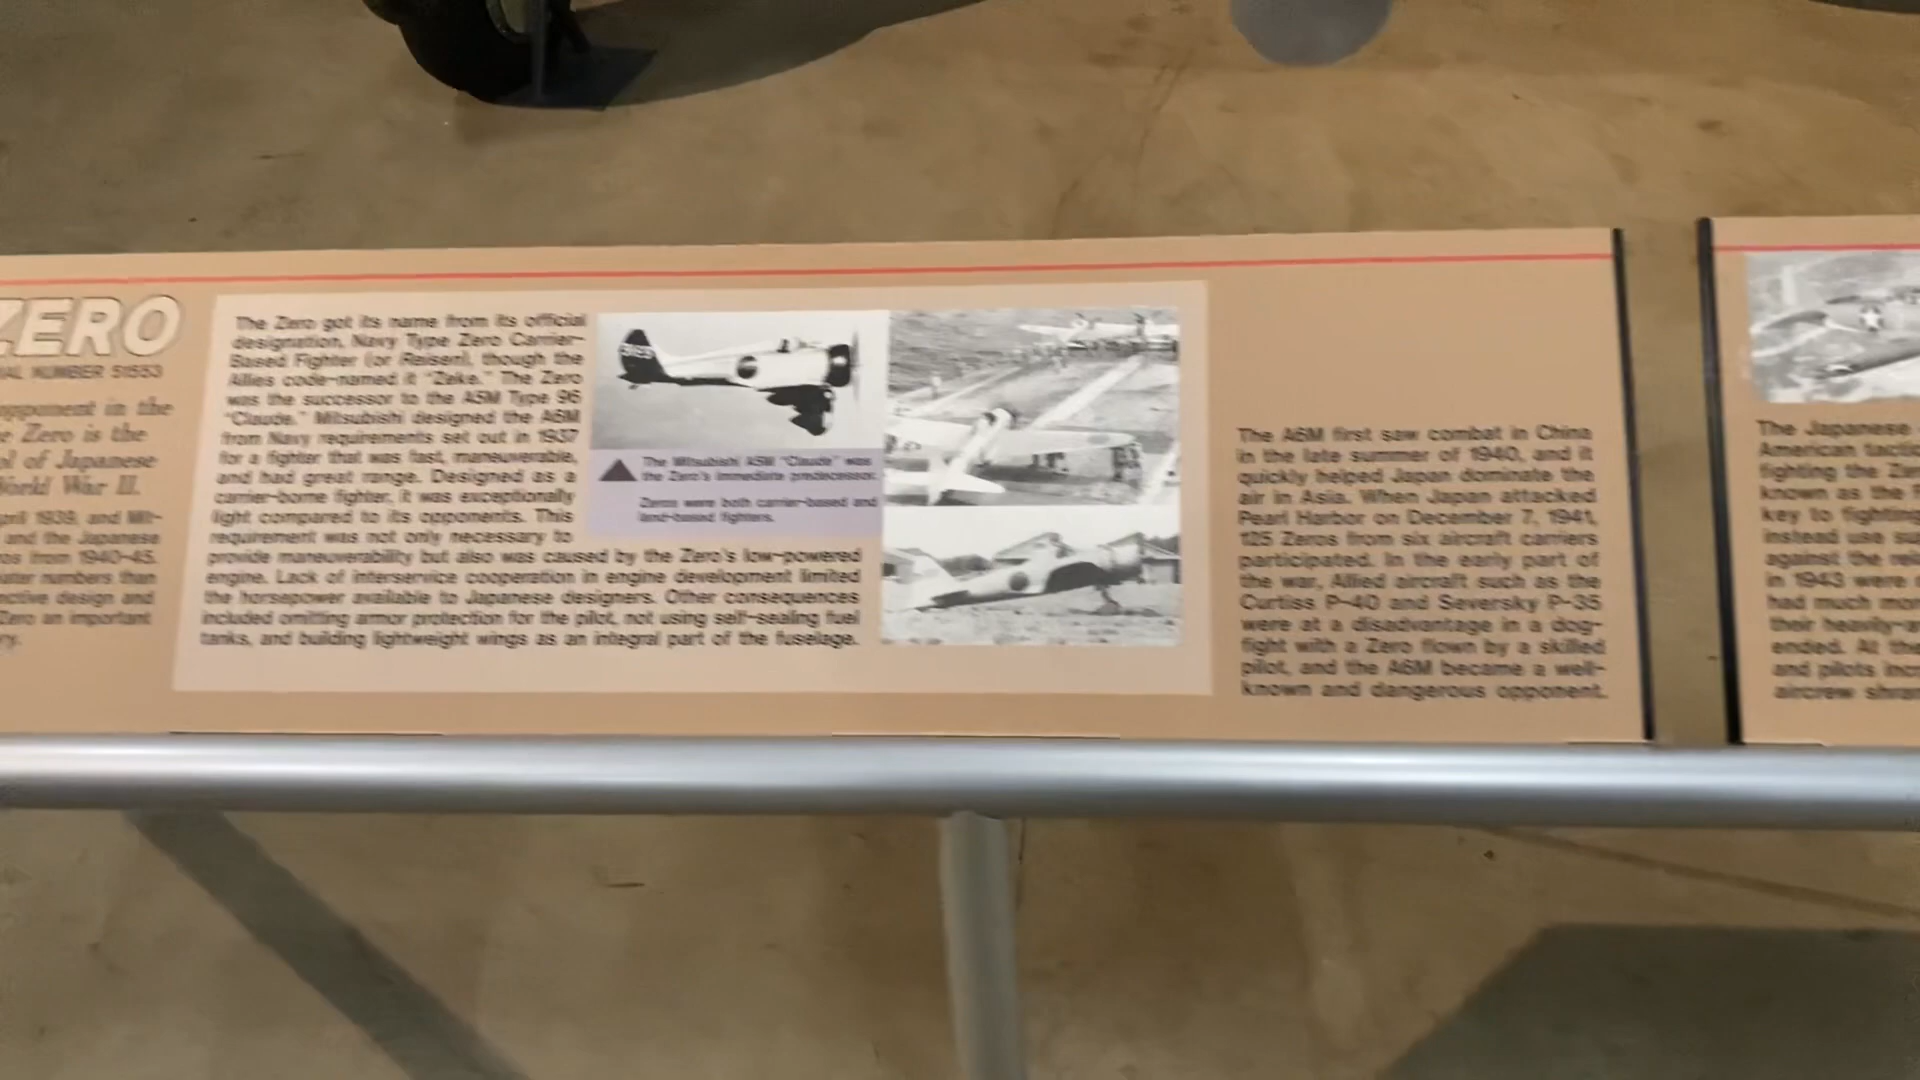 ZERO
IAL NUMBER 51553
opponent in the
Zero is the
ol of Japanese
World War II.
pril 1939, and Mit-
and the Japanese
os from 1940-45.
numbers than
design and
Zero an important
The Zero got its name from its official
designation, Navy Type Zero Carrier-
Based Fighter (or Reisen), though the
Allies code-named it "Zeke." The Zero
was the successor to the A5M Type 96
"Claude." Mitsubishi designed the A6M
from Navy requirements set out in 1937
for a fighter that was fast, maneuverable,
and had great range. Designed as a
carrier-borne fighter, it was exceptionally
light compared to its opponents. This
requirement was not only necessary to
provide maneuverability but also was caused by the Zero's low-powered
engine. Lack of interservice cooperation in engine development limited
the horsepower available to Japanese designers. Other consequences
included omitting armor protection for the pilot, not using self-sealing fuel
tanks, and building lightweight wings as an integral part of the fuselage.
The Mitsubishi A5M "Claude" was
the Zero's immediate predecessor.
Zeros were both carrier-based and
land-based fighters.
The A6M first saw combat in China
in the late summer of 1940, and it
quickly helped Japan dominate the
air in Asia. When Japan attacked
Pearl Harbor on December 7, 1941,
125 Zeros from six aircraft carriers
participated. In the early part of
the war, Allied aircraft such as the
Curtiss P-40 and Seversky P-35
were at a disadvantage in a dog-
fight with a Zero flown by a skilled
pilot, and the A6M became a well-
known and dangerous opponent.
The Japanese
American tactic
fighting the Zer
known as the
key to fighting
instead use su
against the
in 1943 were
had much mor
their heavily-a
ended. At the
and pilots inc
aircrew